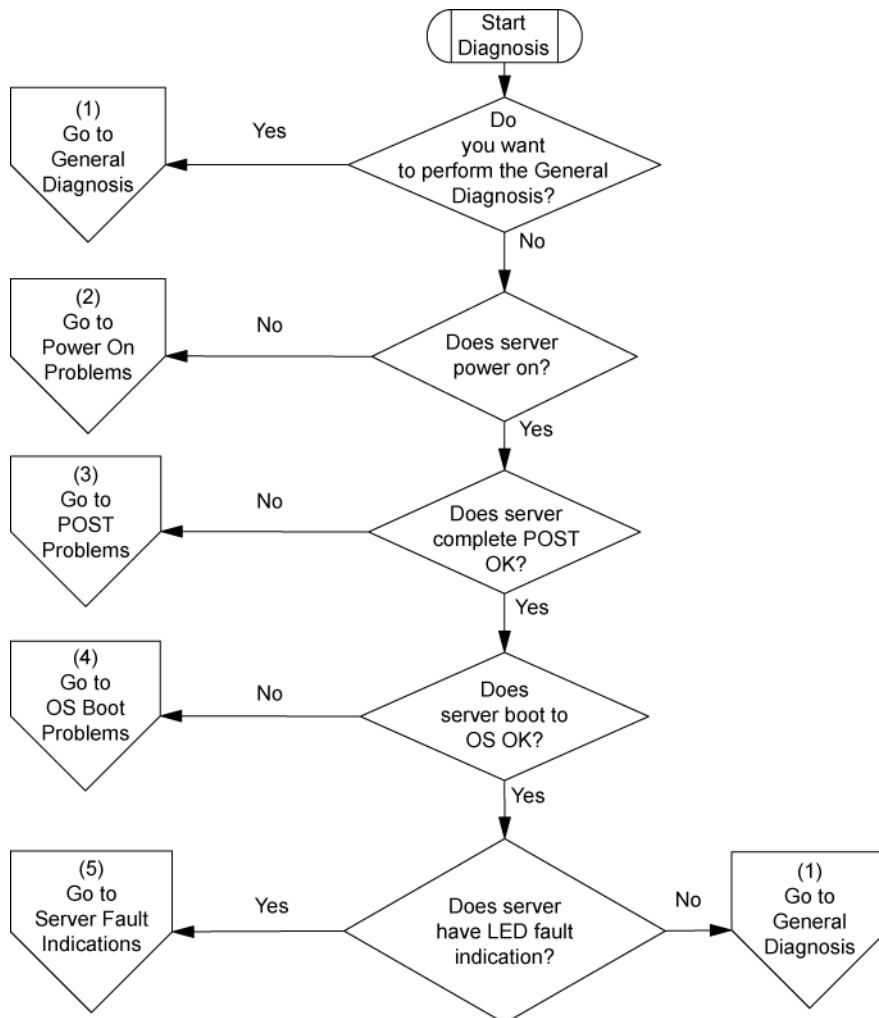 Start
Diagnosis
(1)
Go to
General
Diagnosis
Yes
Do
you want
to perform the General
Diagnosis?
No
(2)
Go to
Power On
Problems
No
Does server
power on?
Yes
(3)
Go to
POST
Problems
No
Does server
complete POST
OK?
Yes
(4)
Go to
OS Boot
Problems
No
Does
server boot to
OS OK?
Yes
(5)
Go to
Server Fault
Indications
Yes
Does server
have LED fault
indication?
No
(1)
Go to
General
Diagnosis